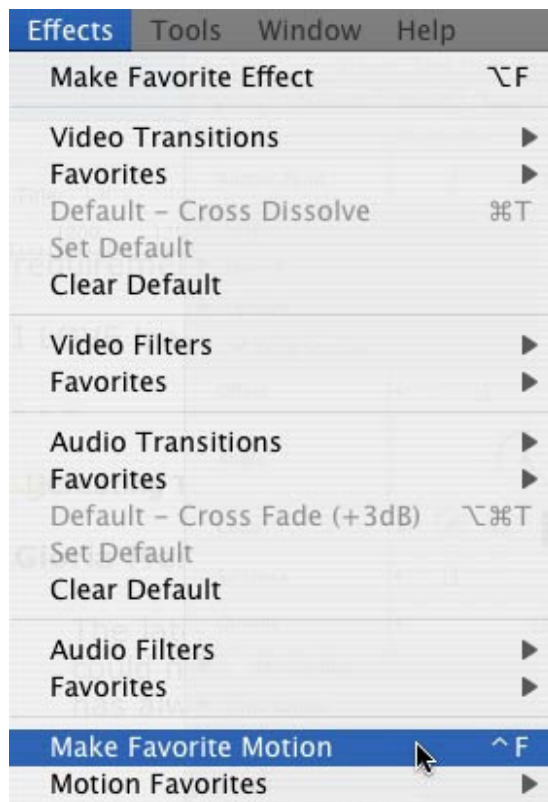 Effects Tools Window Help
Make Favorite Effect ⌥F
Video Transitions
Favorites
Default – Cross Dissolve ⌘T
Set Default
Clear Default
Video Filters
Favorites
Audio Transitions
Favorites
Default – Cross Fade (+3dB) ⌥⌘T
Set Default
Clear Default
Audio Filters
Favorites
Make Favorite Motion ^F
Motion Favorites